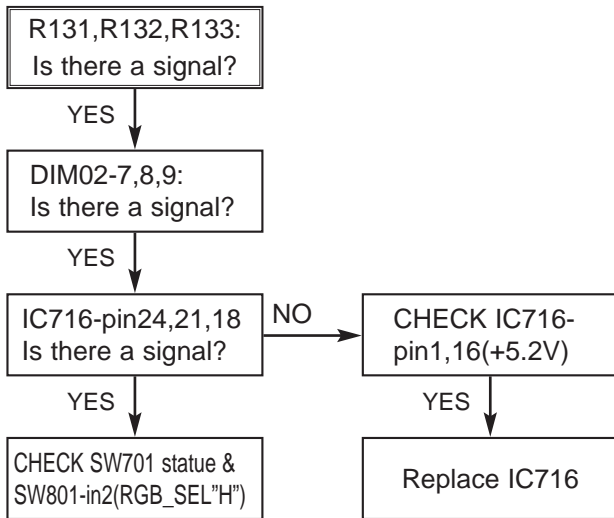 R131,R132,R133:
Is there a signal?
YES
DIM02-7,8,9:
Is there a signal?
YES
IC716-pin24,21,18
Is there a signal?
NO
CHECK IC716-
pin1,16(+5.2V)
YES
YES
CHECK SW701 statue &
SW801-in2(RGB_SEL”H”)
Replace IC716